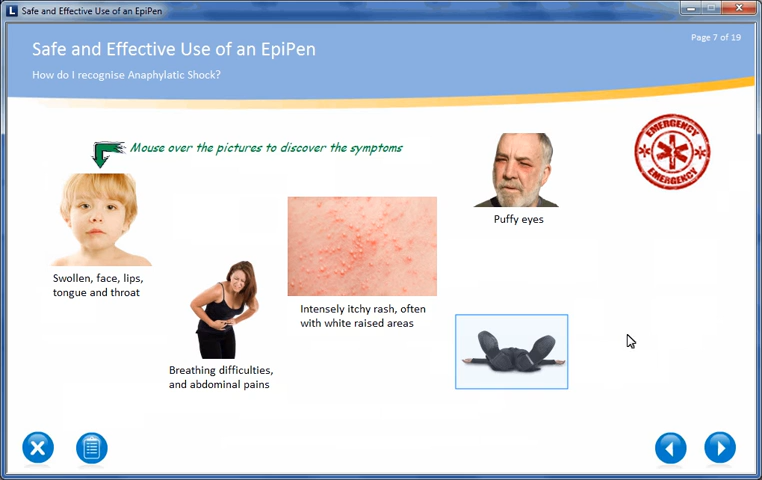 Safe and Effective Use of an EpiPen
Page 7 of 19
Safe and Effective Use of an EpiPen
How do I recognise Anaphylatic Shock?
Mouse over the pictures to discover the symptoms
EMERGENCY
EMERGENCY
Puffy eyes
Swollen, face, lips,
tongue and throat
Intensely itchy rash, often
with white raised areas
Breathing difficulties,
and abdominal pains